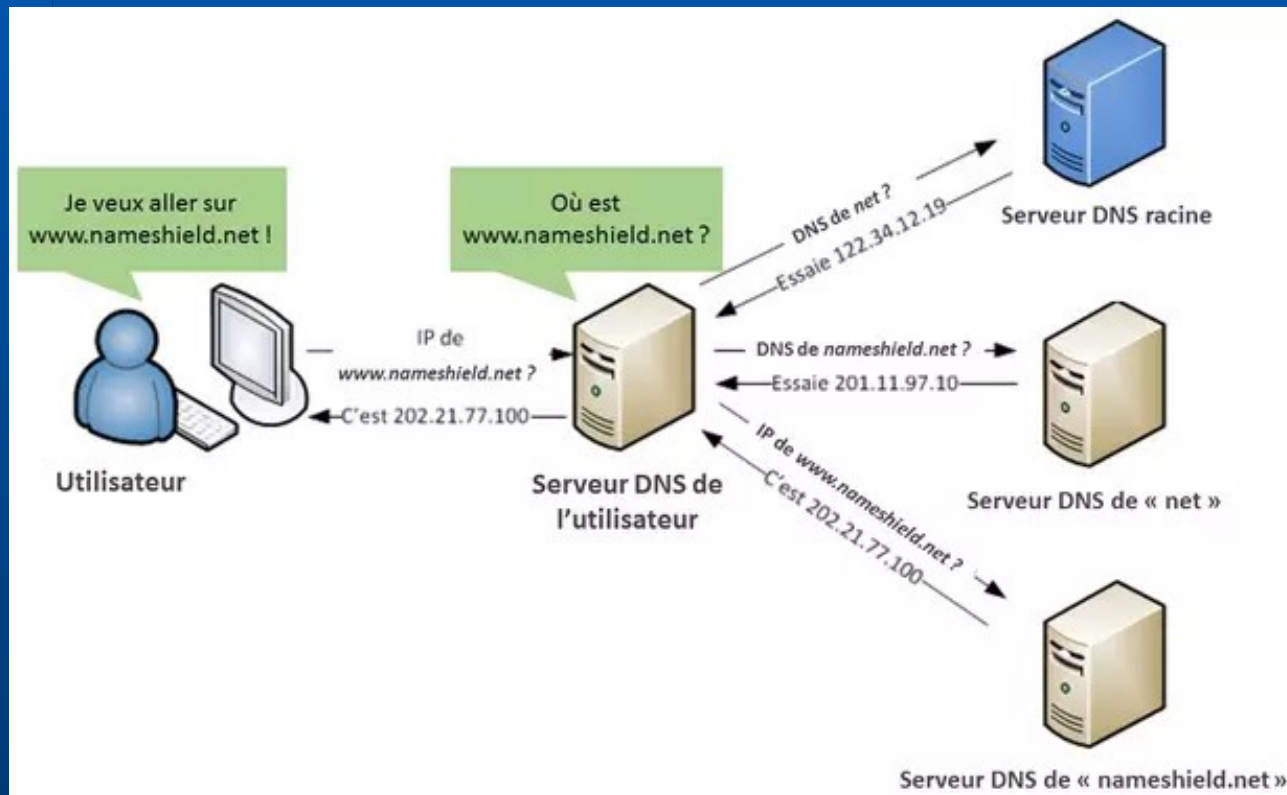 Je veux aller sur
www.nameshield.net !
Où est
www.nameshield.net ?
IP de
www.nameshield.net ?
C'est 202.21.77.100
Utilisateur
Serveur DNS de
l'utilisateur
DNS de net ?
Essaie 122.34.12.19
Serveur DNS racine
DNS de nameshield.net ?
Essaie 201.11.97.10
Serveur DNS de « net »
IP de www.nameshield.net ?
C'est 202.21.77.100
Serveur DNS de « nameshield.net »